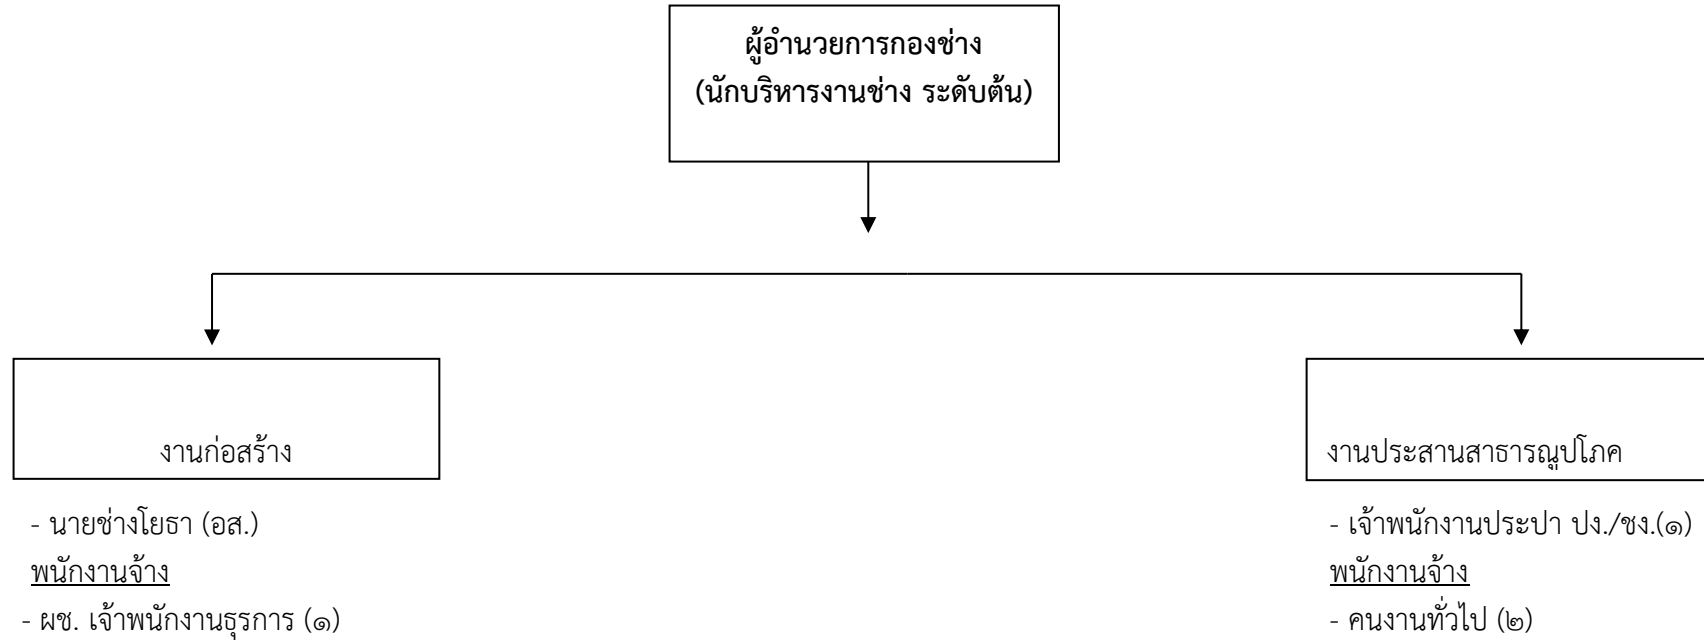 ผู้อำนวยการกองช่าง
(นักบริหารงานช่าง ระดับต้น)
งานก่อสร้าง
- นายช่างโยธา (อส.)
พนักงานจ้าง
- ผช. เจ้าพนักงานธุรการ (๑)
งานประสานสาธารณูปโภค
- เจ้าพนักงานประปา ปง./ชง.(๑)
พนักงานจ้าง
- คนงานทั่วไป (๒)